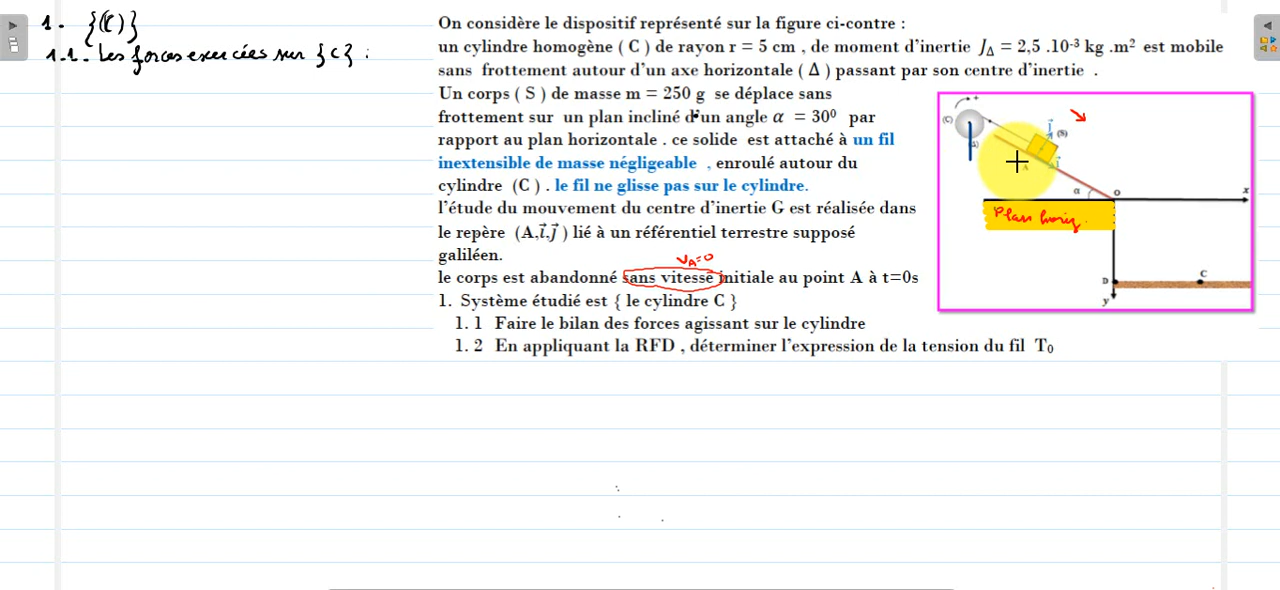 1. {(C)}
1.1. Les forces exercées sur {C} :
On considère le dispositif représenté sur la figure ci-contre :
un cylindre homogène ( C ) de rayon r = 5 cm , de moment d’inertie J∆ = 2,5 .10⁻³ kg .m² est mobile
sans frottement autour d’un axe horizontale ( Δ ) passant par son centre d’inertie .
Un corps ( S ) de masse m = 250 g se déplace sans
frottement sur un plan incliné d’un angle α = 30⁰ par
rapport au plan horizontale . ce solide est attaché à un fil
inextensible de masse négligeable , enroulé autour du
cylindre (C ) . le fil ne glisse pas sur le cylindre.
l’étude du mouvement du centre d’inertie G est réalisée dans
le repère (A,i⃗,j⃗ ) lié à un référentiel terrestre supposé
galiléen.
V_A=0
le corps est abandonné sans vitesse initiale au point A à t=0s
1. Système étudié est { le cylindre C }
1. 1 Faire le bilan des forces agissant sur le cylindre
1. 2 En appliquant la RFD , déterminer l’expression de la tension du fil T₀
+
(C)
(S)
A
α
O
x
Plan horiz.
D
C
y